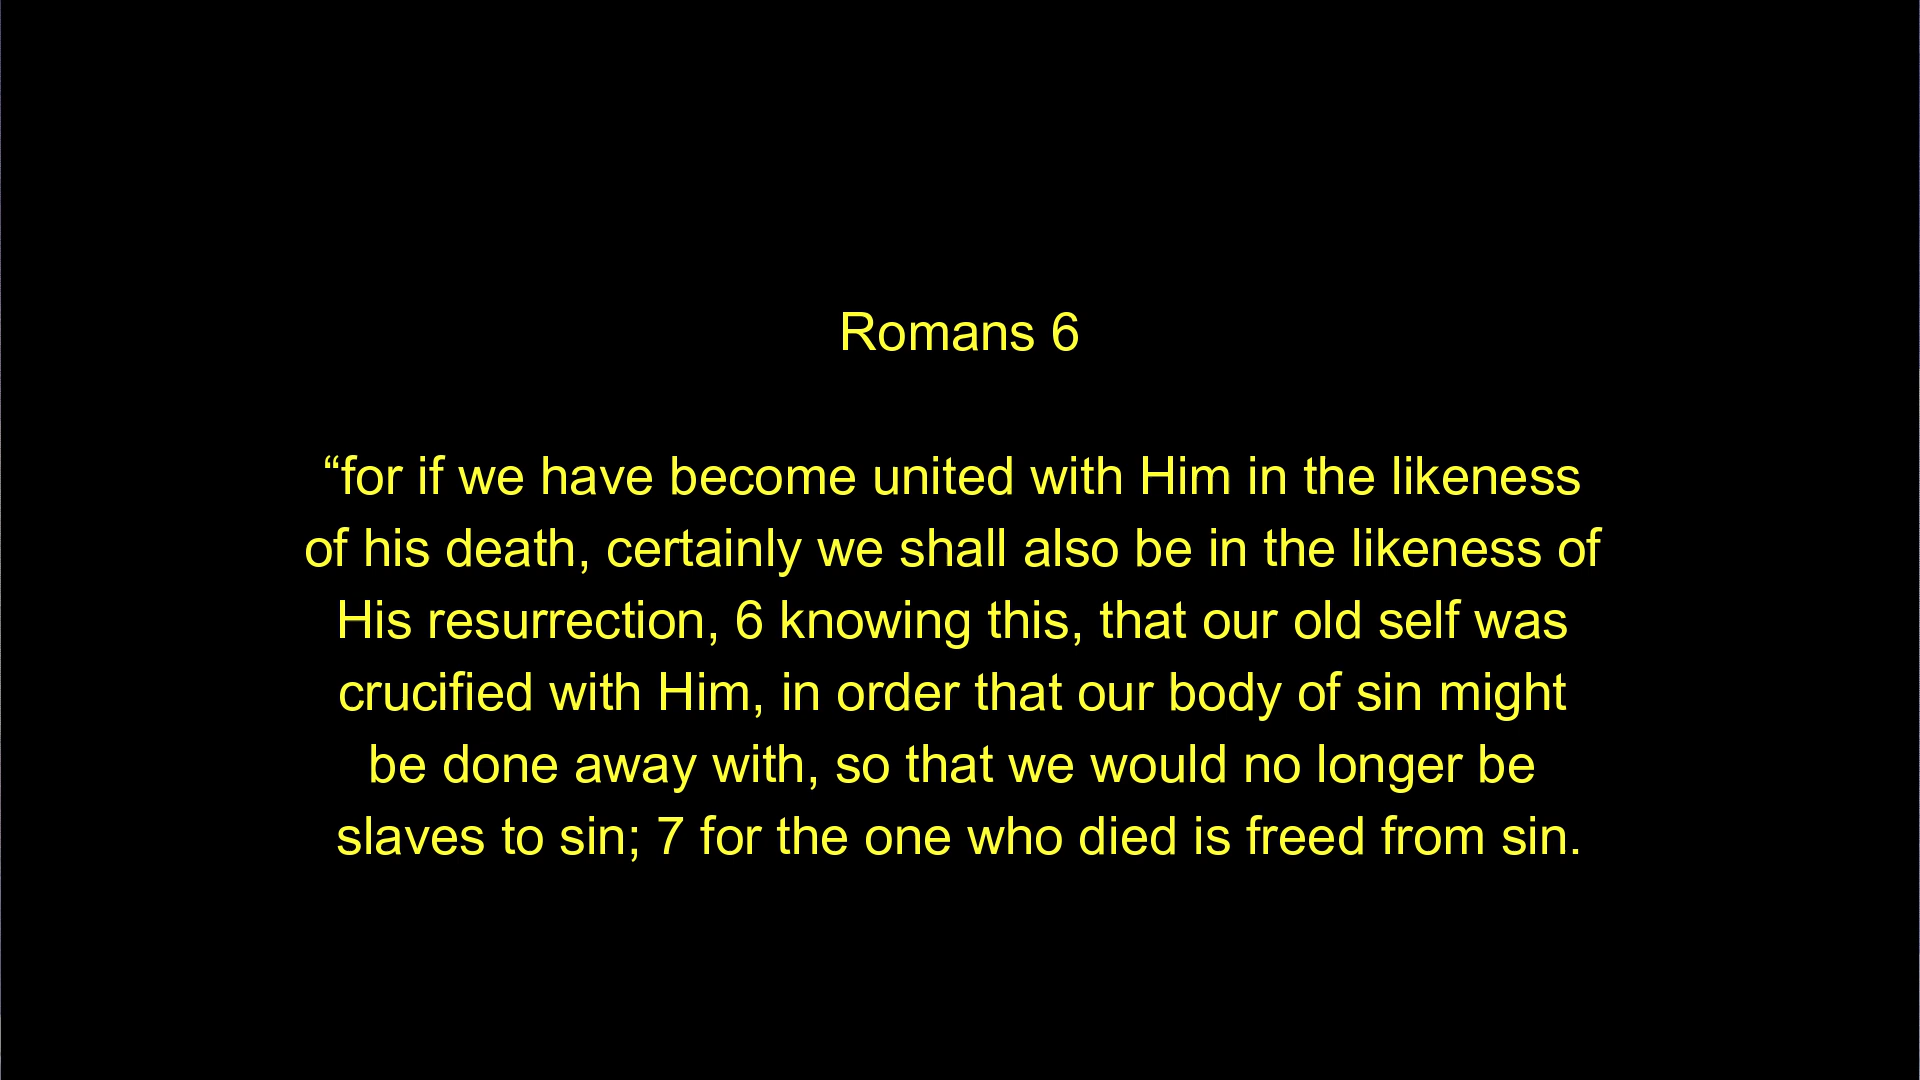 Romans 6
“for if we have become united with Him in the likeness
of his death, certainly we shall also be in the likeness of
His resurrection, 6 knowing this, that our old self was
crucified with Him, in order that our body of sin might
be done away with, so that we would no longer be
slaves to sin; 7 for the one who died is freed from sin.